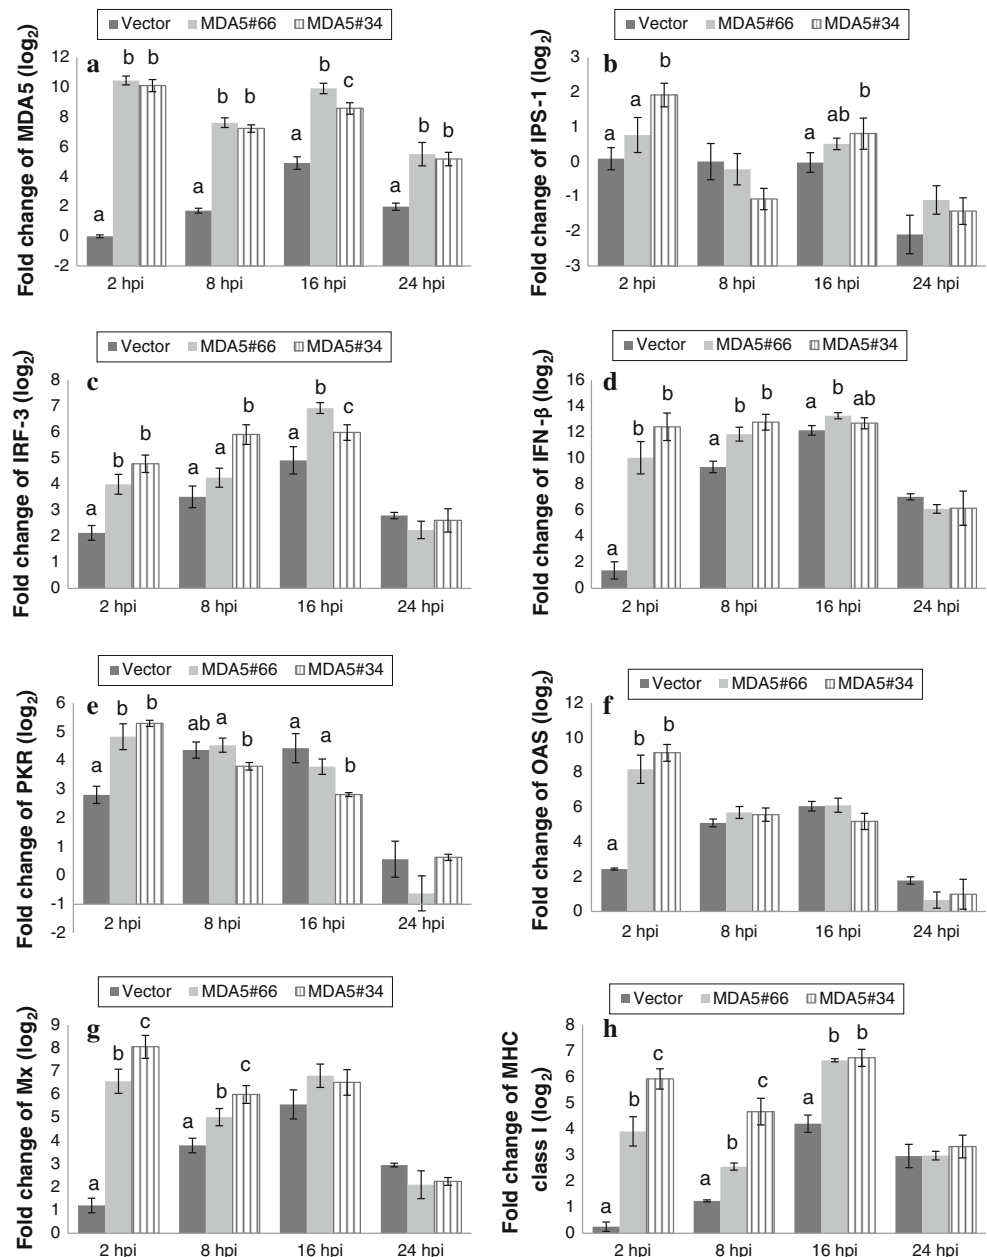 Vector MDA5#66 MDA5#34
Fold change of MDA5 (log2)
a
12
10
8
6
4
2
0
-2
a b b
a b b
a b c
a b b
2 hpi 8 hpi 16 hpi 24 hpi
Vector MDA5#66 MDA5#34
Fold change of IPS-1 (log2)
b
3
2
1
0
-1
-2
-3
a a b
a ab b
2 hpi 8 hpi 16 hpi 24 hpi
Vector MDA5#66 MDA5#34
Fold change of IRF-3 (log2)
c
8
7
6
5
4
3
2
1
0
a b b
a a b
a b c
2 hpi 8 hpi 16 hpi 24 hpi
Vector MDA5#66 MDA5#34
Fold change of IFN-β (log2)
d
16
14
12
10
8
6
4
2
0
a b b
a b b
a b ab
2 hpi 8 hpi 16 hpi 24 hpi
Vector MDA5#66 MDA5#34
Fold change of PKR (log2)
e
6
5
4
3
2
1
0
-1
-2
a b b
ab a b
a a b
2 hpi 8 hpi 16 hpi 24 hpi
Vector MDA5#66 MDA5#34
Fold change of OAS (log2)
f
12
10
8
6
4
2
0
a b b
2 hpi 8 hpi 16 hpi 24 hpi
Vector MDA5#66 MDA5#34
Fold change of Mx (log2)
g
9
8
7
6
5
4
3
2
1
0
a b c
a b c
2 hpi 8 hpi 16 hpi 24 hpi
Vector MDA5#66 MDA5#34
Fold change of MHC
class I (log2)
h
8
7
6
5
4
3
2
1
0
a b c
a b c
a b b
2 hpi 8 hpi 16 hpi 24 hpi